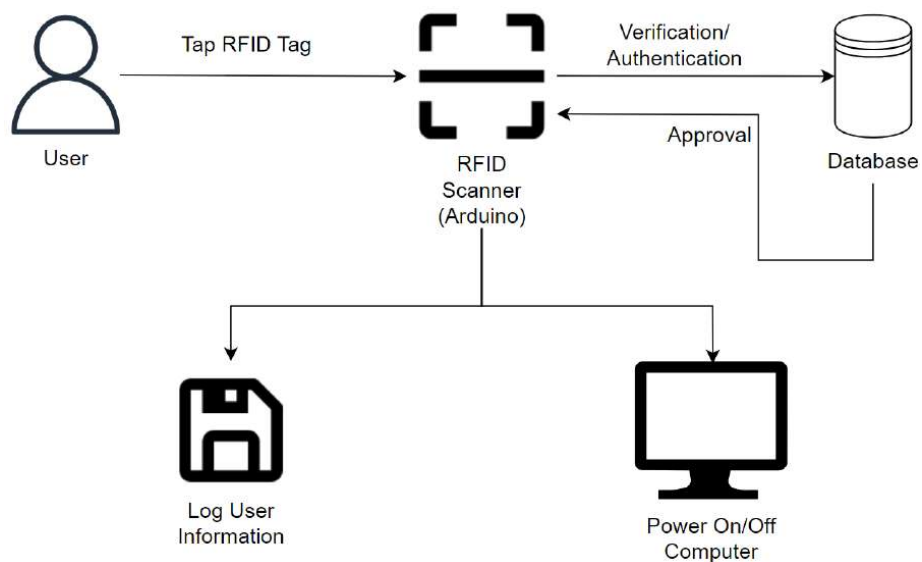 Tap RFID Tag
Verification/
Authentication
User
Approval
Database
RFID
Scanner
(Arduino)
Log User
Information
Power On/Off
Computer